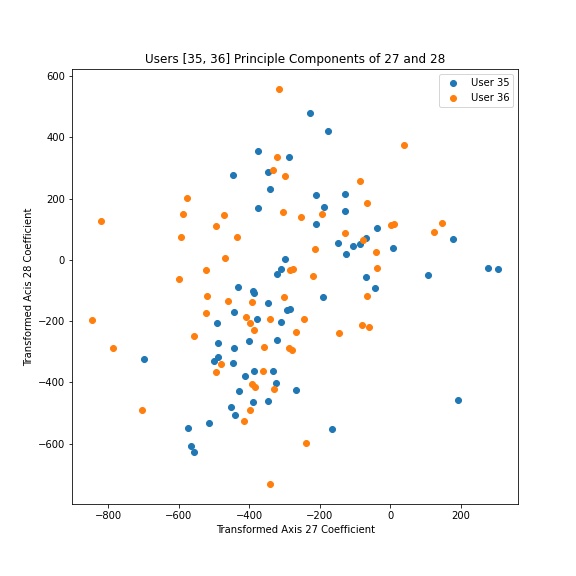 Users [35, 36] Principle Components of 27 and 28
User 35
User 36
600
400
200
0
−200
−400
−600
Transformed Acis 28 Coefficient
−800
−600
−400
−200
0
200
Transformed Axis 27 Coefficient